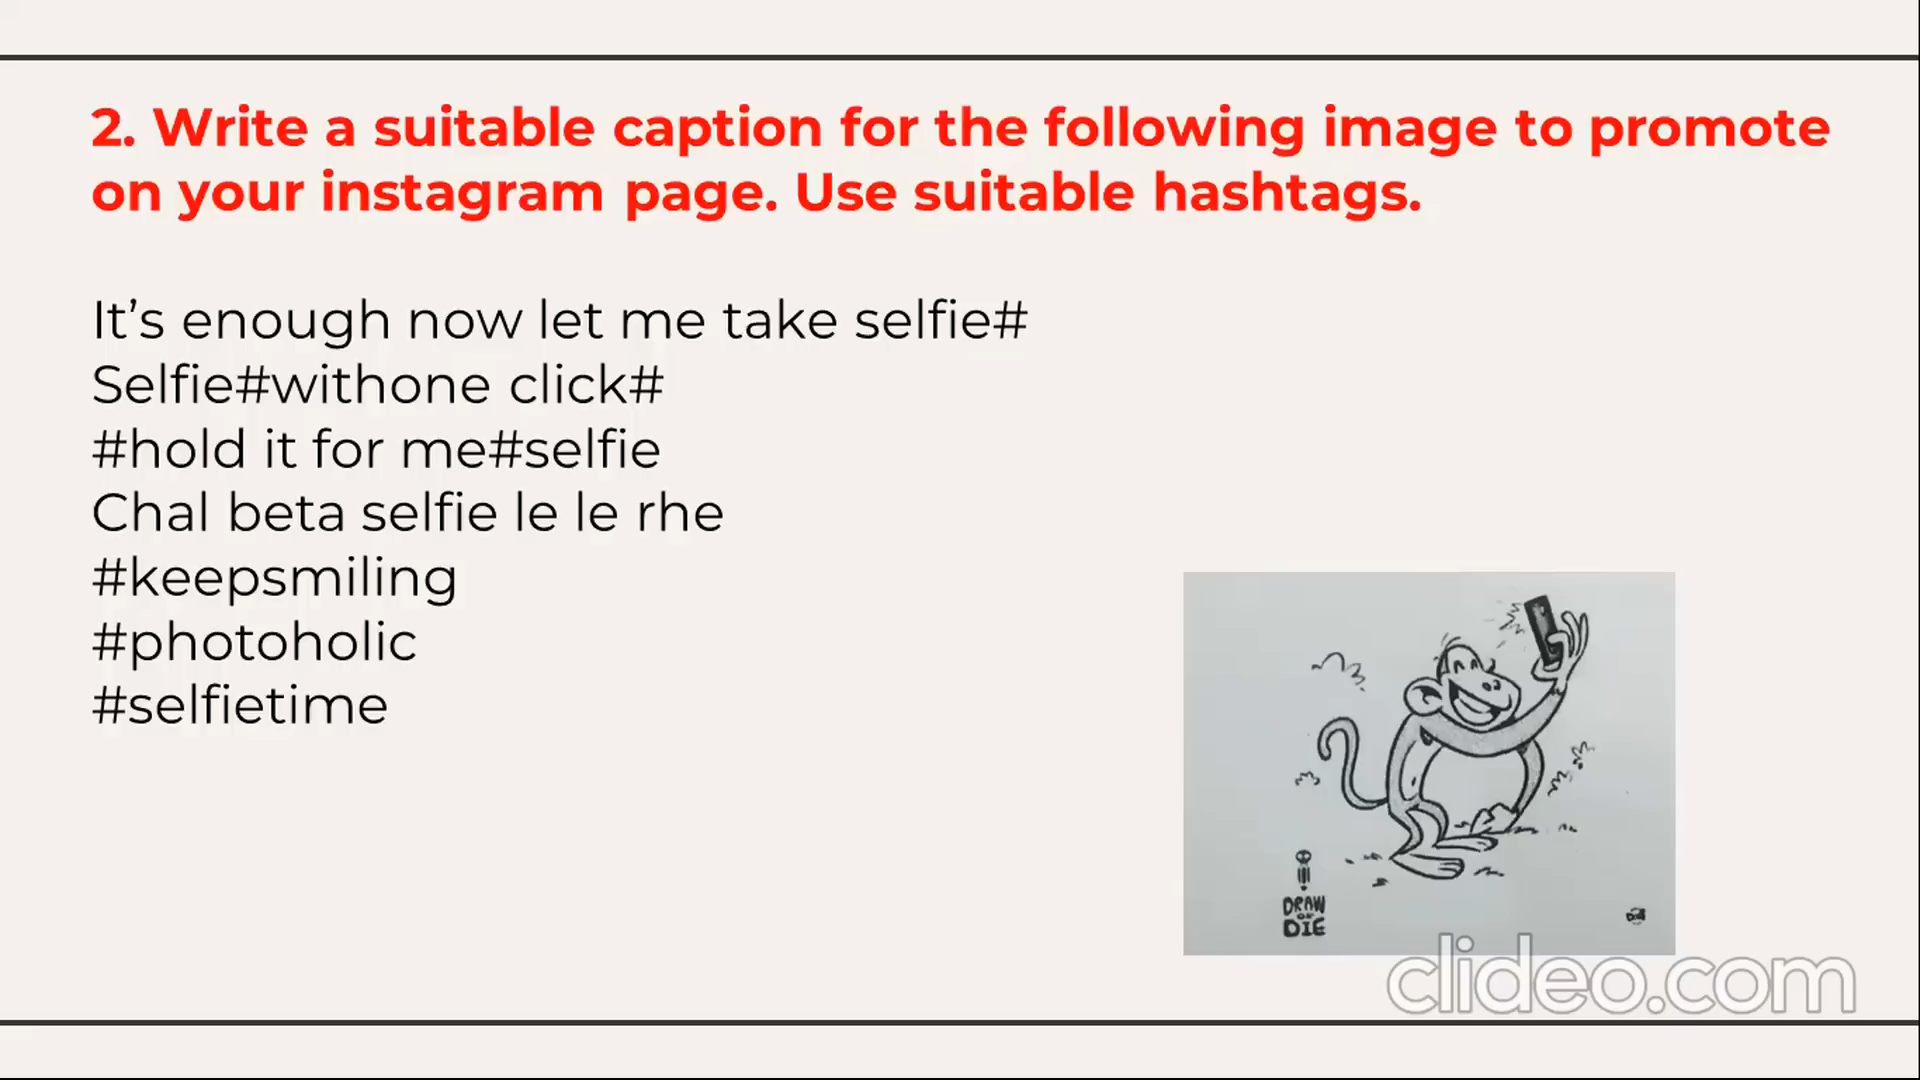 2. Write a suitable caption for the following image to promote
on your instagram page. Use suitable hashtags.
It’s enough now let me take selfie#
Selfie#withone click#
#hold it for me#selfie
Chal beta selfie le le rhe
#keepsmiling
#photoholic
#selfietime
DRAW
OR
DIE
clideo.com